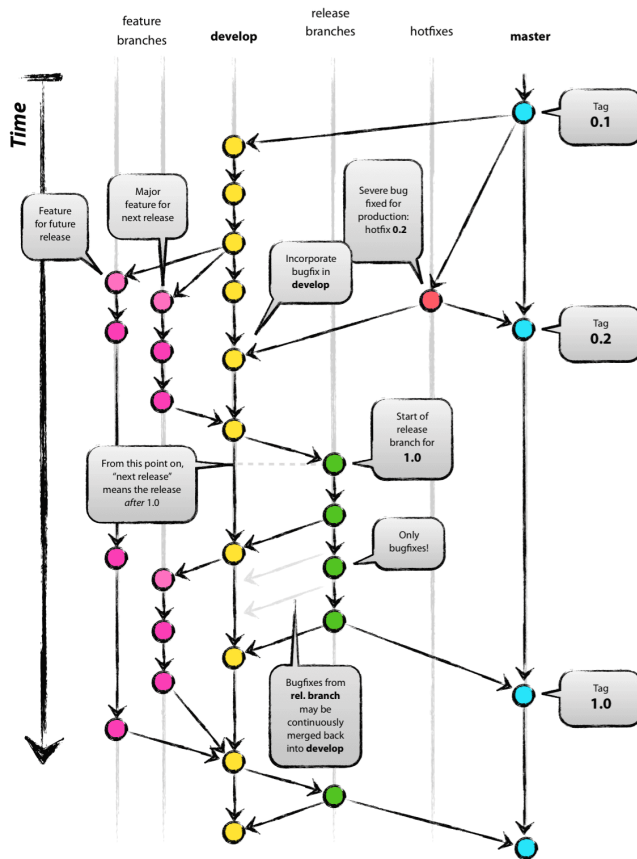 feature
branches
develop
release
branches
hotfixes
master
Time
Tag
0.1
Major
feature for
next release
Feature
for future
release
Severe bug
fixed for
production:
hotfix 0.2
Incorporate
bugfix in
develop
Tag
0.2
Start of
release
branch for
1.0
From this point on,
“next release”
means the release
after 1.0
Only
bugfixes!
Bugfixes from
rel. branch
may be
continuously
merged back
into develop
Tag
1.0